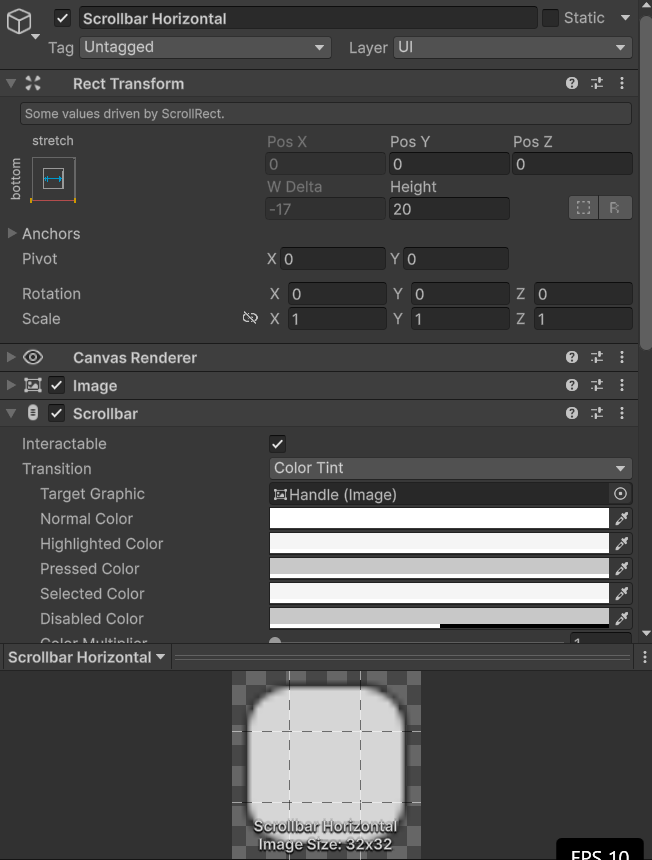 Scrollbar Horizontal Static
Tag Untagged Layer UI
Rect Transform
Some values driven by ScrollRect.
stretch Pos X Pos Y Pos Z
bottom 0 0 0
W Delta Height
-17 20 R
Anchors
Pivot X 0 Y 0
Rotation X 0 Y 0 Z 0
Scale X 1 Y 1 Z 1
Canvas Renderer
Image
Scrollbar
Interactable
Transition Color Tint
Target Graphic Handle (Image)
Normal Color
Highlighted Color
Pressed Color
Selected Color
Disabled Color
Color Multiplier 1
Scrollbar Horizontal
Scrollbar Horizontal
Image Size: 32x32
FPS 10